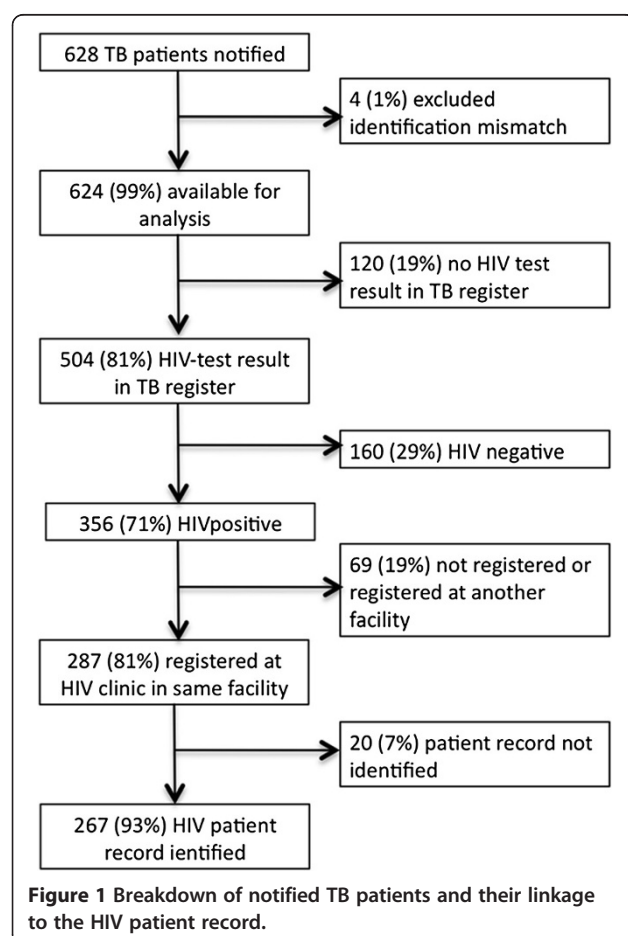 628 TB patients notified
4 (1%) excluded
identification mismatch
624 (99%) available for
analysis
120 (19%) no HIV test
result in TB register
504 (81%) HIV-test result
in TB register
160 (29%) HIV negative
356 (71%) HIVpositive
69 (19%) not registered or
registered at another
facility
287 (81%) registered at
HIV clinic in same facility
20 (7%) patient record not
identified
267 (93%) HIV patient
record ientified
Figure 1 Breakdown of notified TB patients and their linkage
to the HIV patient record.